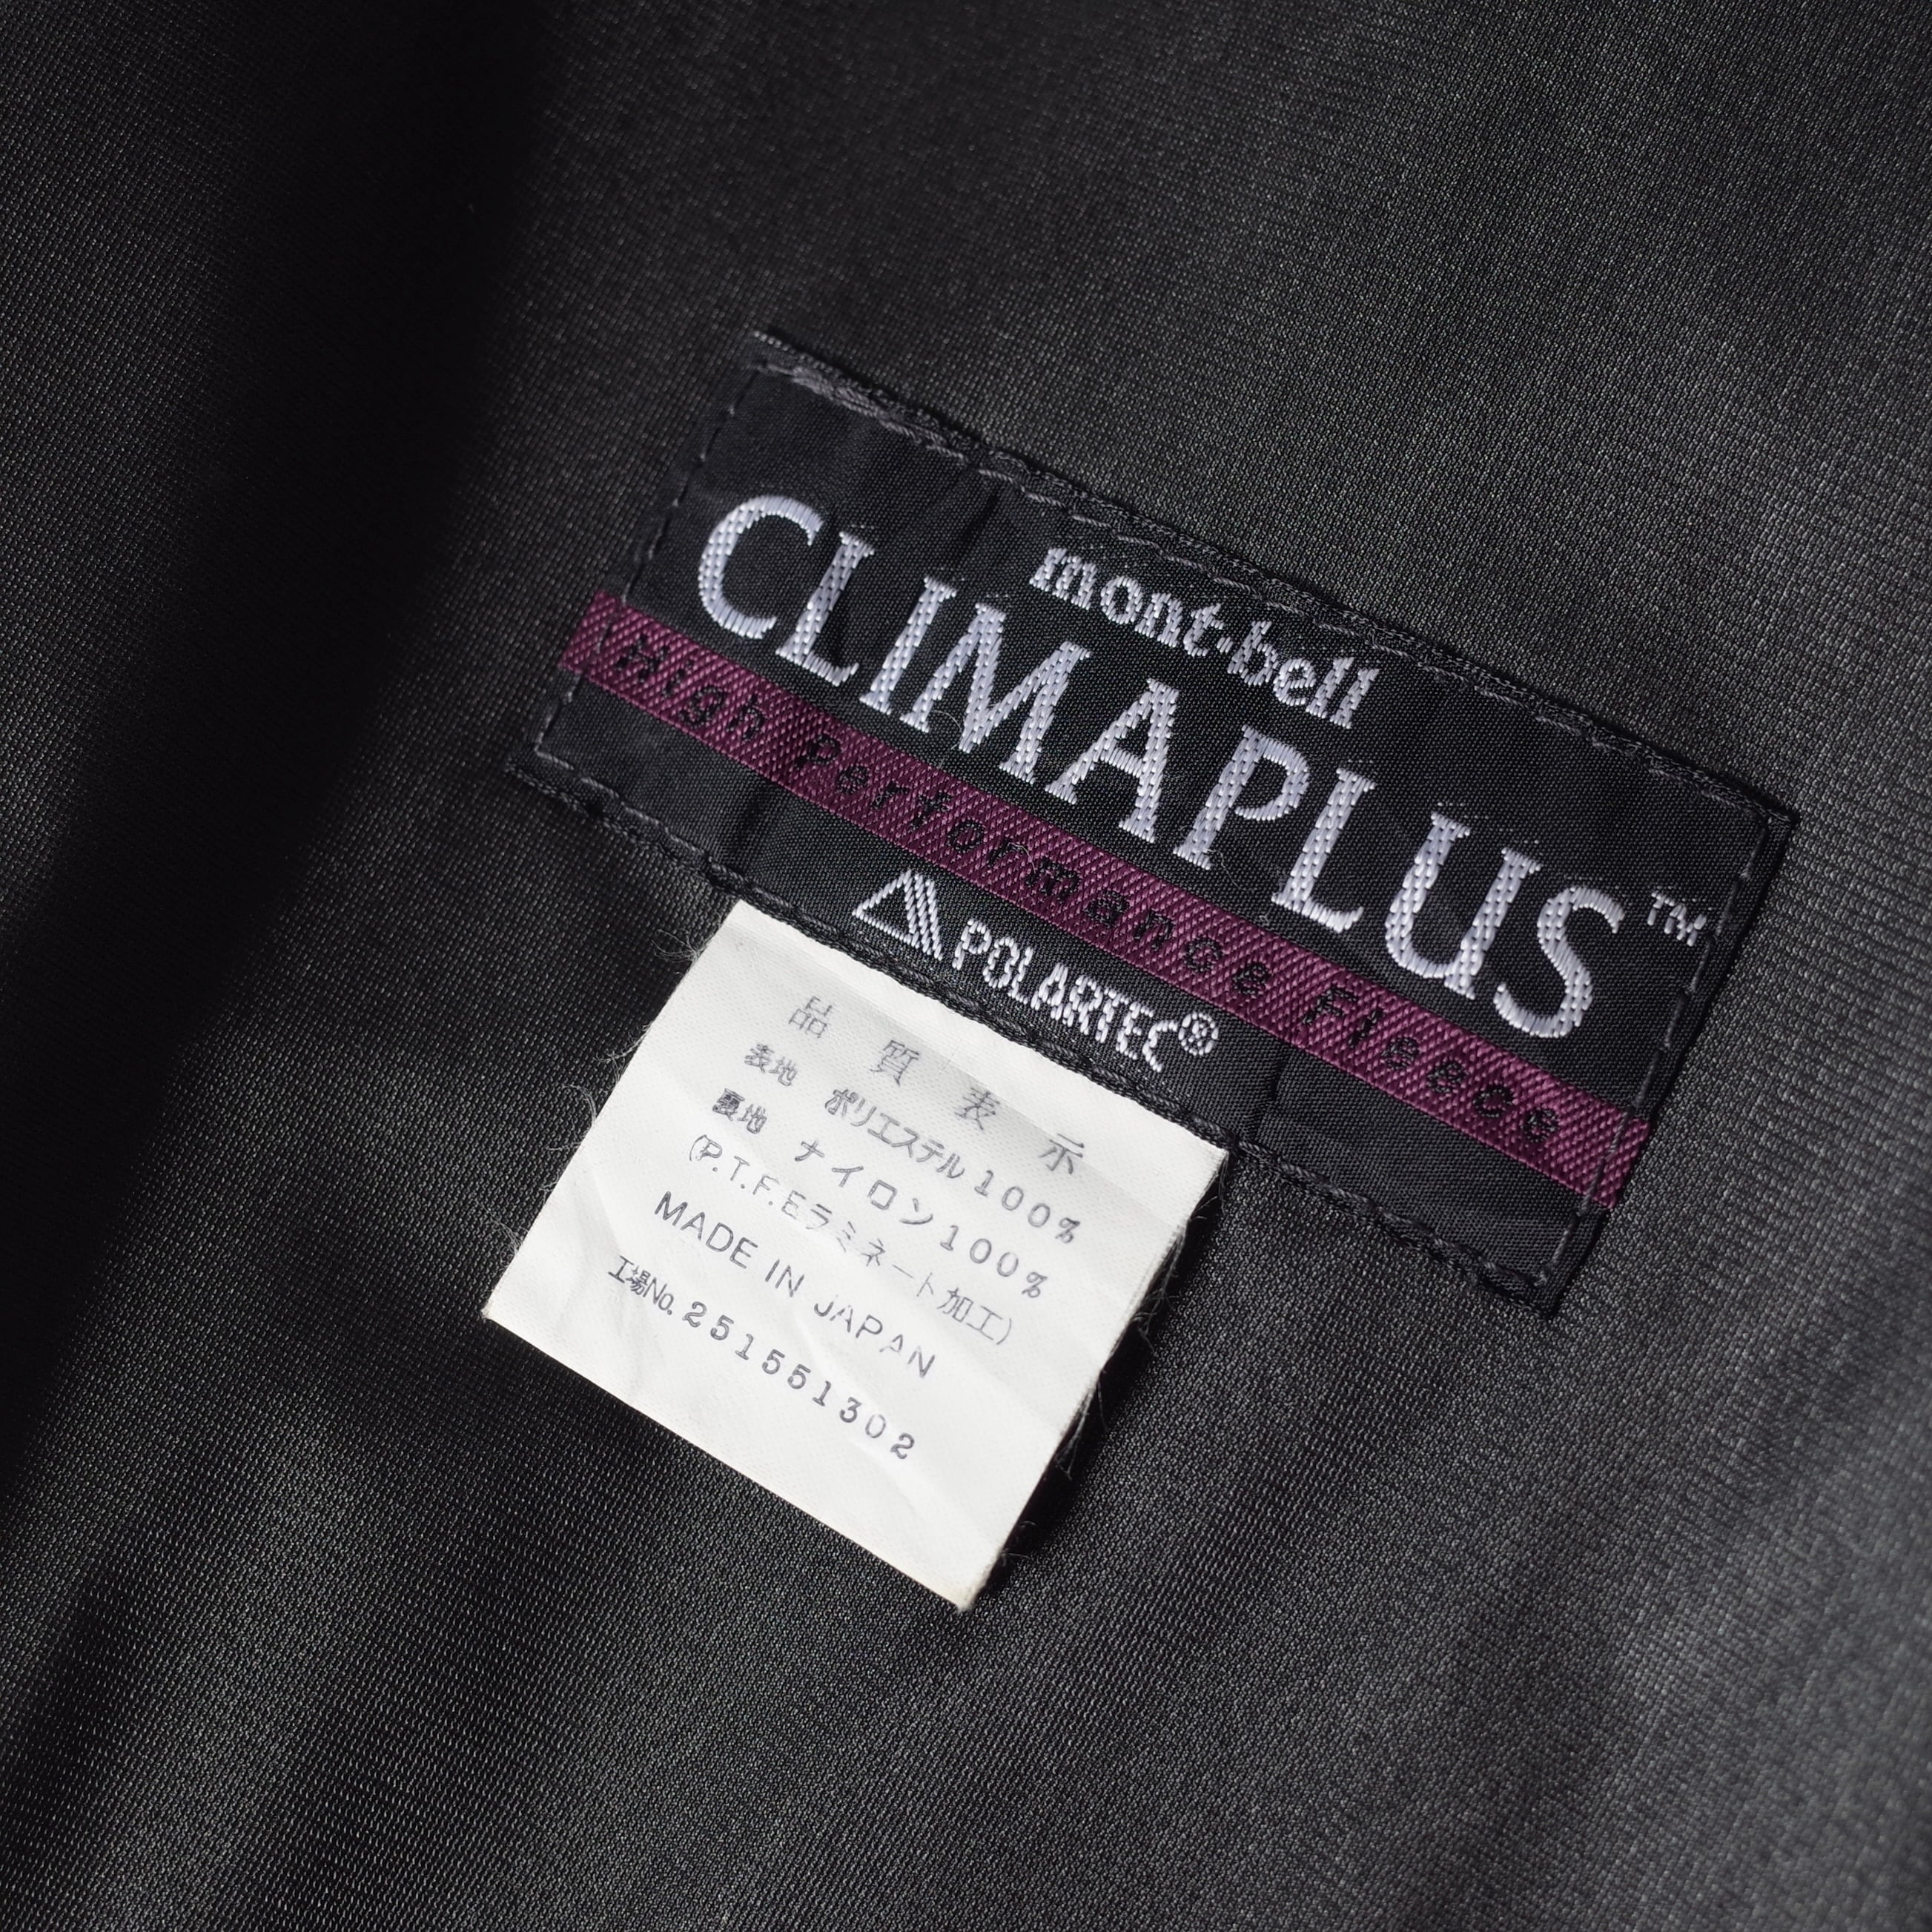 mont-bell
CLIMAPLUS™
High Performance Fleece
POLARTEC®
品質表示
表地 ポリエステル100%
裏地 ナイロン100%
(P.T.F.Eラミネート加工)
MADE IN JAPAN
工場No.251551302